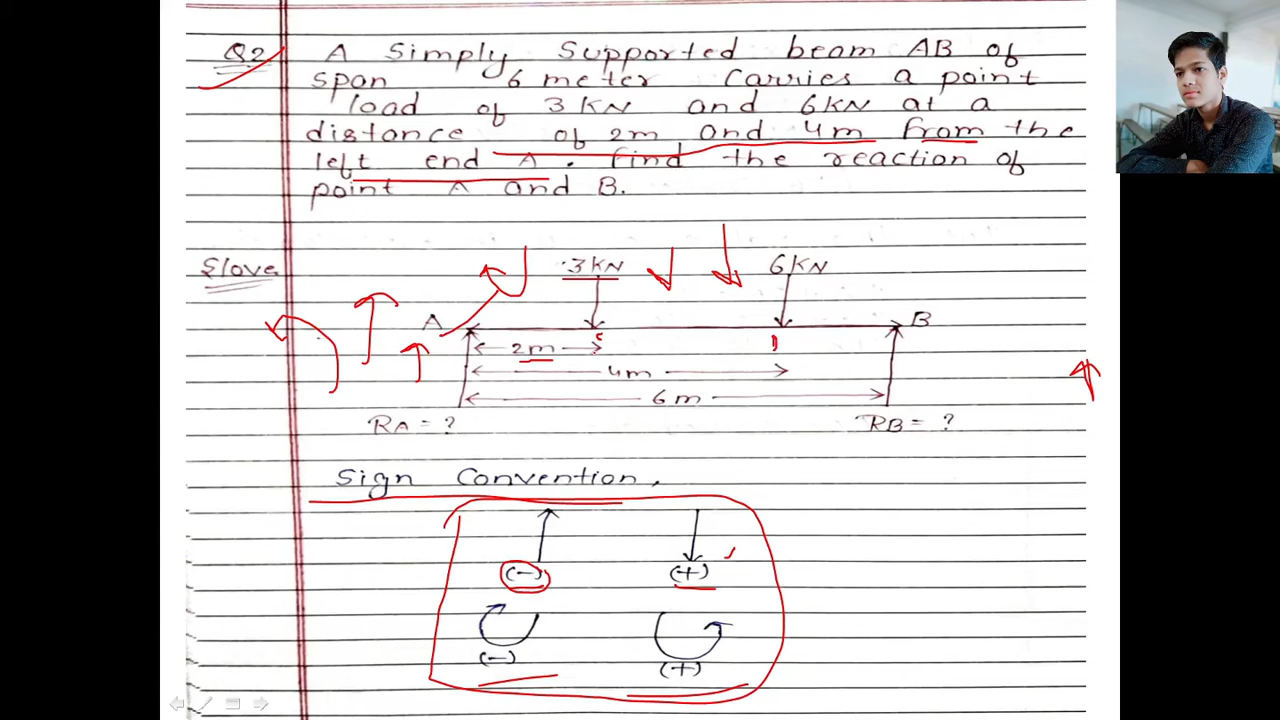 Q2 A Simply Supported beam AB of
span 6 meter Carries a point
load of 3KN and 6KN at a
distance of 2m and 4m from the
left end A. find the reaction of
point A and B.
Slove
3KN 6KN
A B
C D
2m
4m
6m
RA = ? RB = ?
Sign Convention.
(-) (+)
(-) (+)